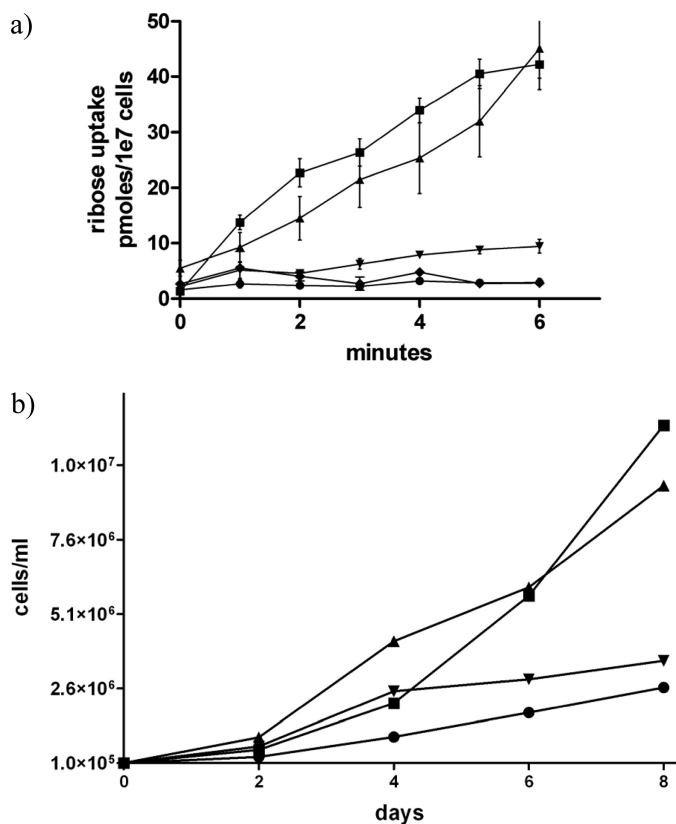 a)
50
40
30
20
10
0
ribose uptake
pmoles/1e7 cells
0 2 4 6
minutes
b)
1.0×10⁷
7.6×10⁶
5.1×10⁶
2.6×10⁶
1.0×10⁵
cells/ml
0 2 4 6 8
days